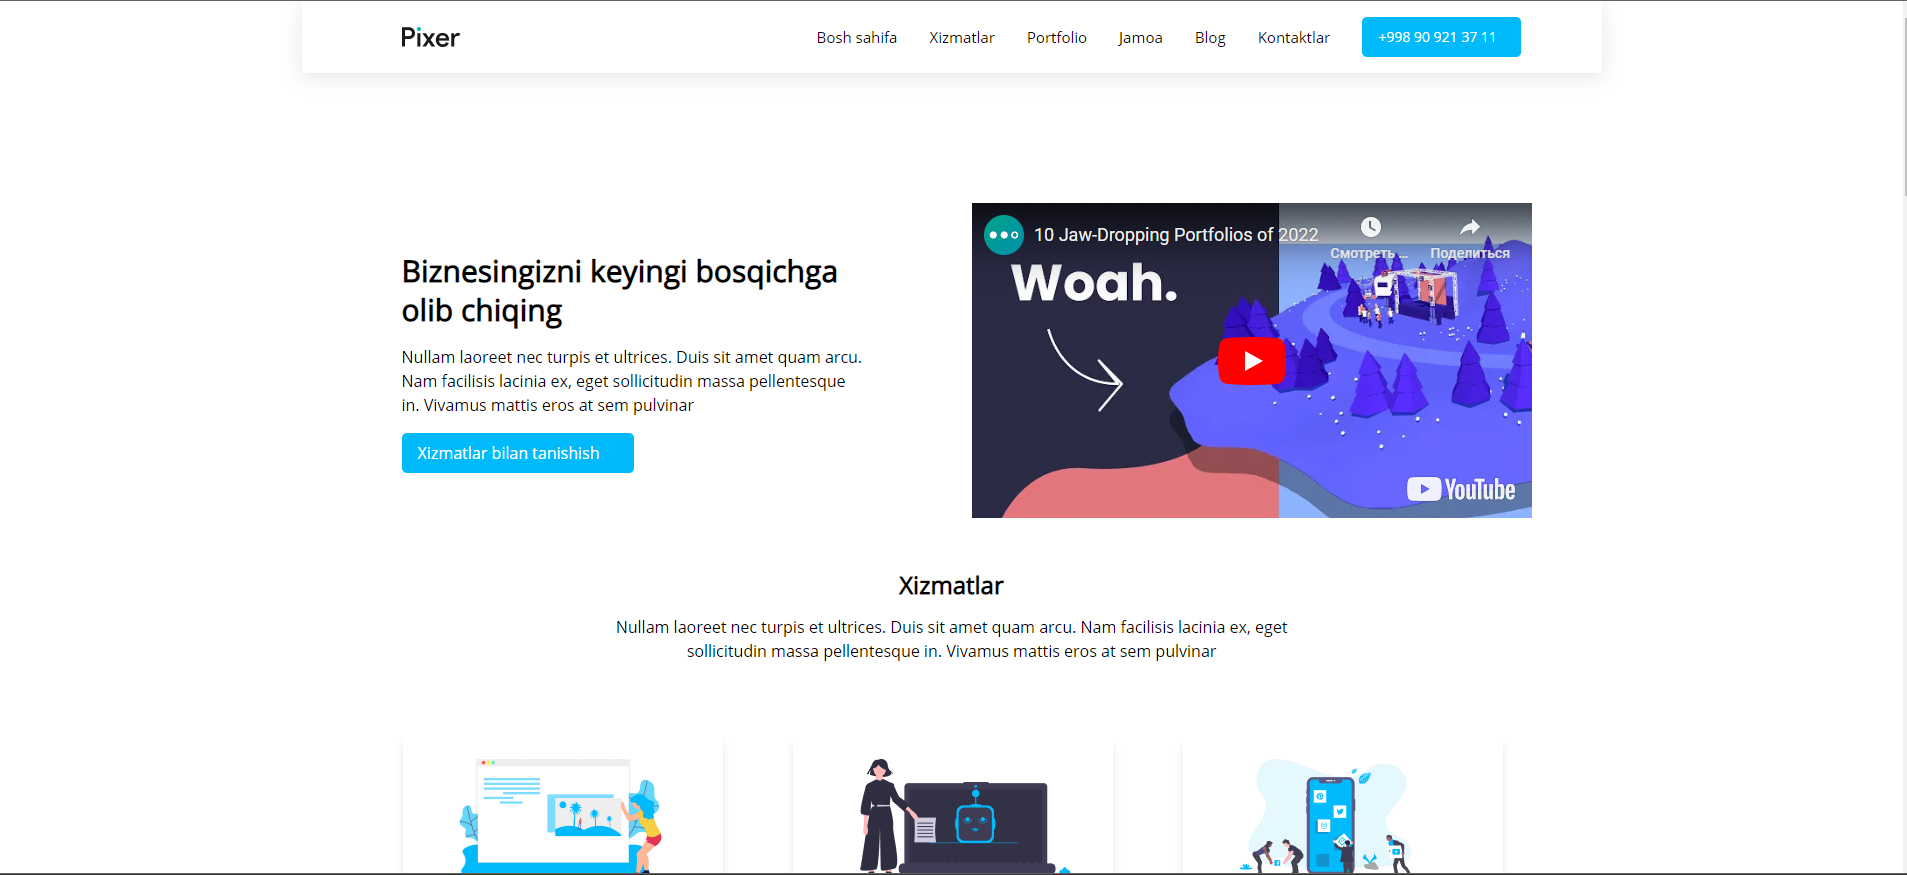 Pixer
Bosh sahifa
Xizmatlar
Portfolio
Jamoa
Blog
Kontaktlar
+998 90 921 37 11
Biznesingizni keyingi bosqichga
olib chiqing
Nullam laoreet nec turpis et ultrices. Duis sit amet quam arcu.
Nam facilisis lacinia ex, eget sollicitudin massa pellentesque
in. Vivamus mattis eros at sem pulvinar
Xizmatlar bilan tanishish
10 Jaw-Dropping Portfolios of 2022
Смотреть ...
Поделиться
Woah.
YouTube
Xizmatlar
Nullam laoreet nec turpis et ultrices. Duis sit amet quam arcu. Nam facilisis lacinia ex, eget
sollicitudin massa pellentesque in. Vivamus mattis eros at sem pulvinar